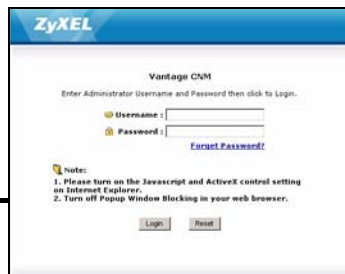 ZyXEL
Vantage CNM
Enter Administrator Username and Password then click to Login.
Username :
Password :
Forget Password?
Note:
1. Please turn on the Javascript and ActiveX control setting
on Internet Explorer.
2. Turn off Popup Window Blocking in your web browser.
Login Reset